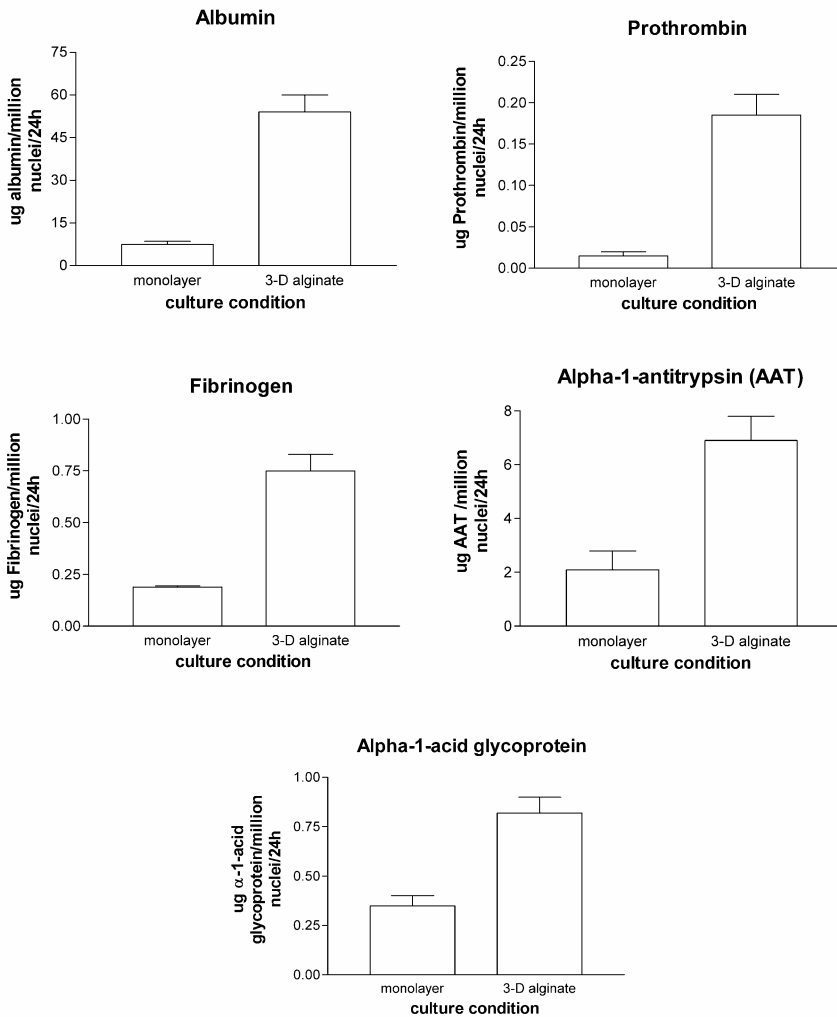 Albumin
75
60
45
30
15
0
ug albumin/million
nuclei/24h
monolayer
3-D alginate
culture condition
Prothrombin
0.25
0.20
0.15
0.10
0.05
0.00
ug Prothrombin/million
nuclei/24h
monolayer
3-D alginate
culture condition
Fibrinogen
1.00
0.75
0.50
0.25
0.00
ug Fibrinogen/million
nuclei/24h
monolayer
3-D alginate
culture condition
Alpha-1-antitrypsin (AAT)
8
6
4
2
0
ug AAT /million
nuclei/24h
monolayer
3-D alginate
culture condition
Alpha-1-acid glycoprotein
1.00
0.75
0.50
0.25
0.00
ug α-1-acid
glycoprotein/million
nuclei/24h
monolayer
3-D alginate
culture condition